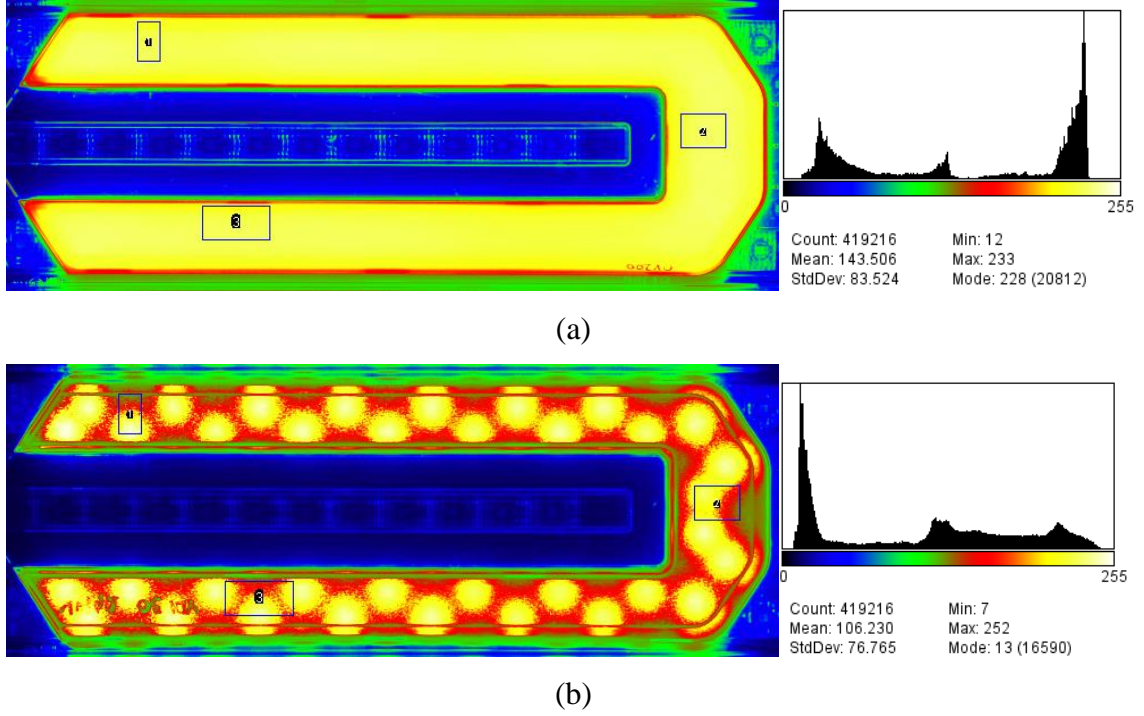 1
2
3
0
255
Count: 419216 Min: 12
Mean: 143.506 Max: 233
StdDev: 83.524 Mode: 228 (20812)
(a)
1
2
3
0
255
Count: 419216 Min: 7
Mean: 106.230 Max: 252
StdDev: 76.765 Mode: 13 (16590)
(b)